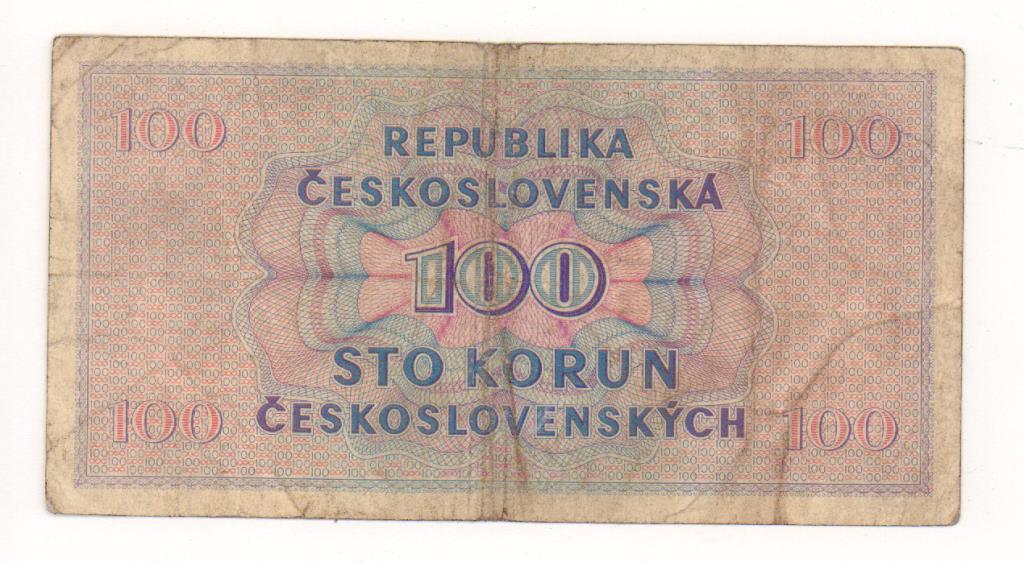 100 100
REPUBLIKA
ČESKOSLOVENSKÁ
100
STO KORUN
ČESKOSLOVENSKÝCH
100 100